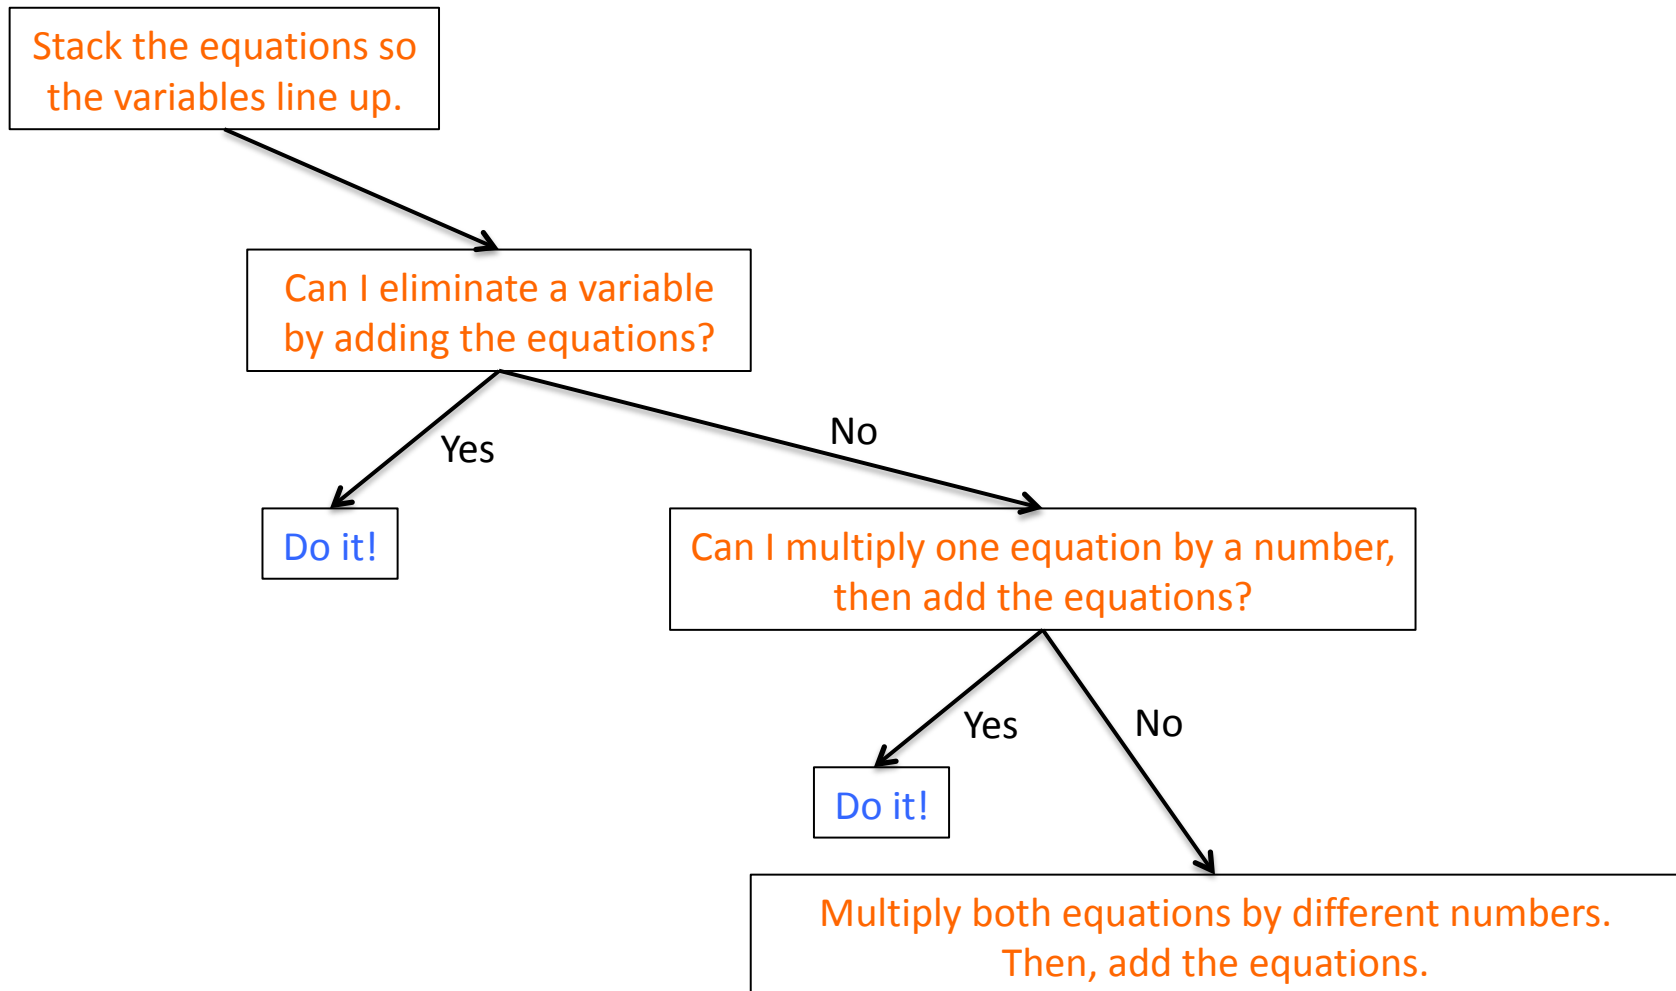 Stack the equations so
the variables line up.
Can I eliminate a variable
by adding the equations?
Yes
No
Do it!
Can I multiply one equation by a number,
then add the equations?
Yes
No
Do it!
Multiply both equations by different numbers.
Then, add the equations.